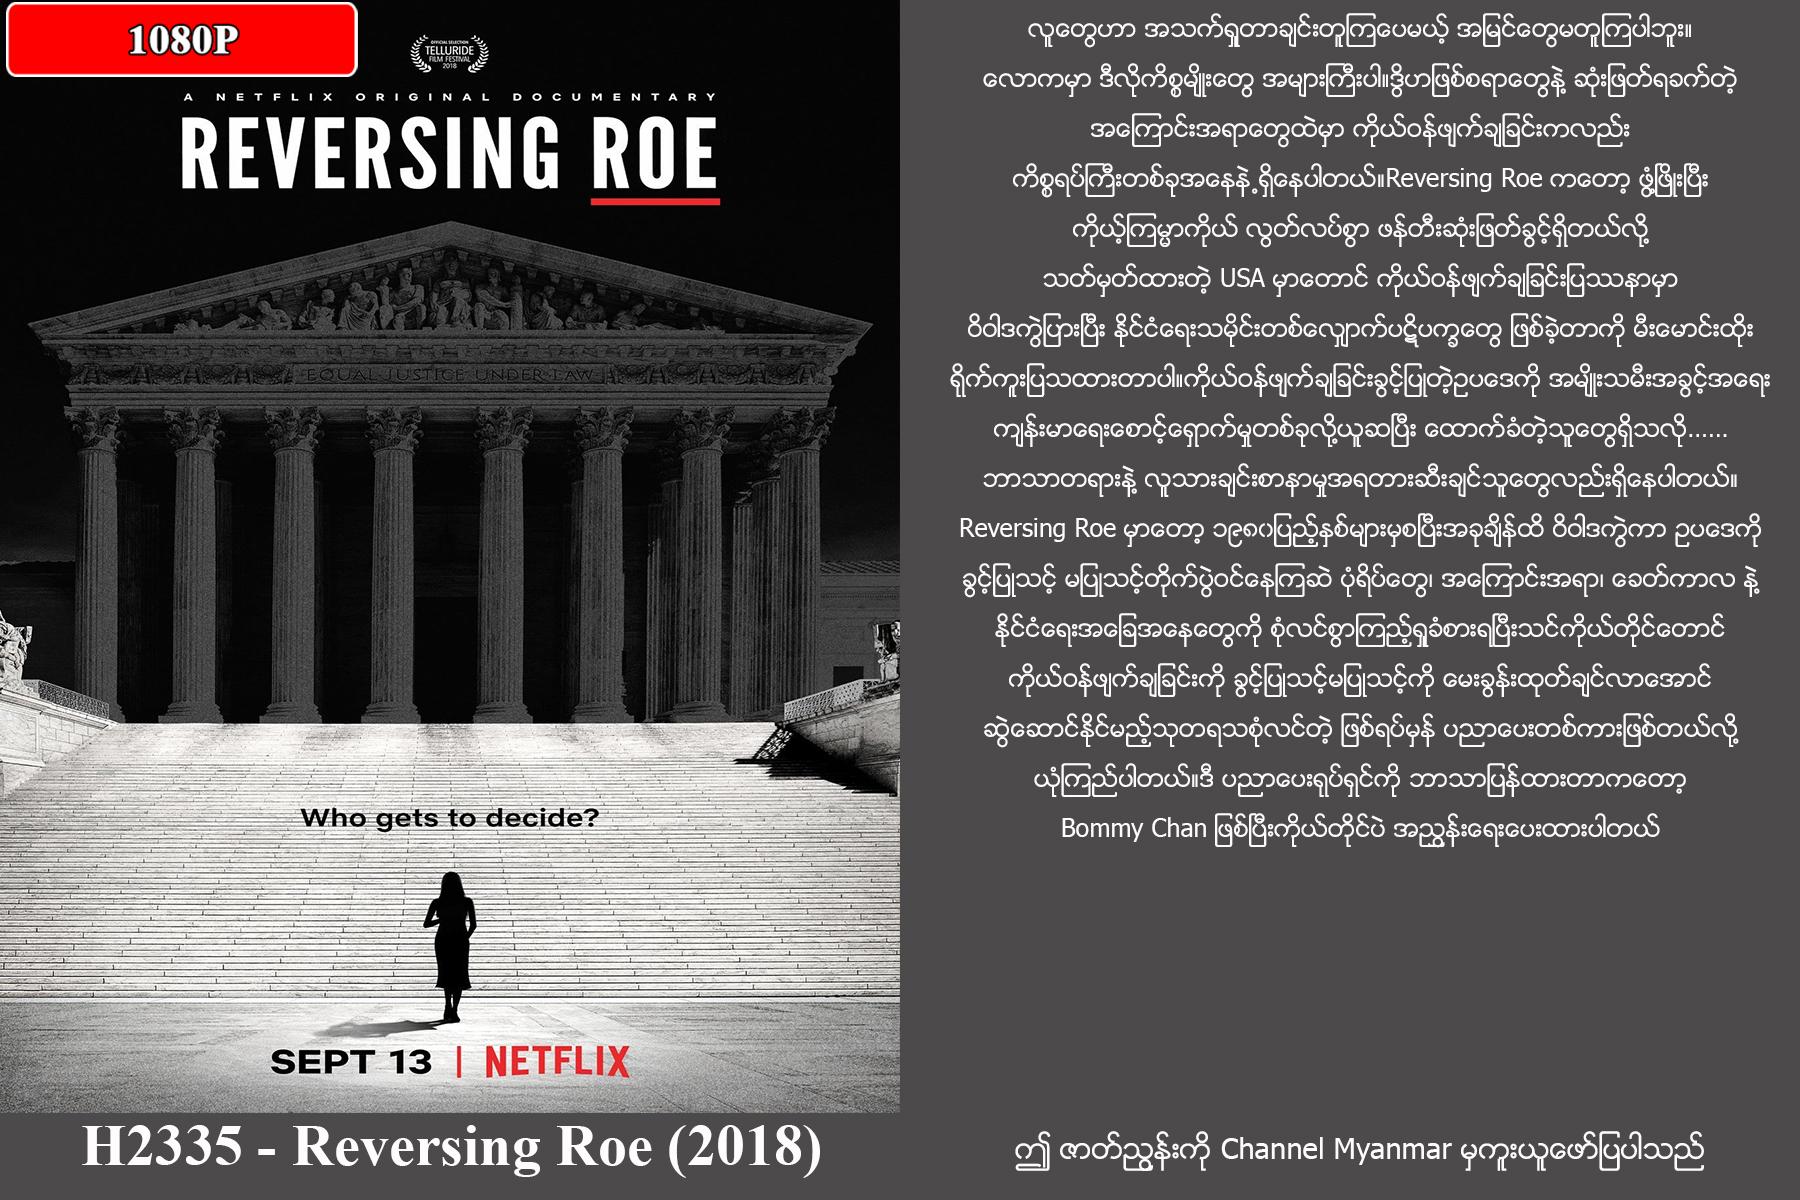 1080P
OFFICIAL SELECTION
TELLURIDE
FILM FESTIVAL
2018
A NETFLIX ORIGINAL DOCUMENTARY
REVERSING ROE
EQUAL JUSTICE UNDER LAW
Who gets to decide?
SEPT 13 | NETFLIX
H2335 - Reversing Roe (2018)
လူတွေဟာ အသက်ရှူတာချင်းတူကြပေမယ့် အမြင်တွေမတူကြပါဘူး။
လောကမှာ ဒီလိုကိစ္စမျိုးတွေ အများကြီးပါ။ဒွိဟဖြစ်စရာတွေနဲ့ ဆုံးဖြတ်ရခက်တဲ့
အကြောင်းအရာတွေထဲမှာ ကိုယ်ဝန်ဖျက်ချခြင်းကလည်း
ကိစ္စရပ်ကြီးတစ်ခုအနေနဲ့ရှိနေပါတယ်။Reversing Roe ကတော့ ဖွံ့ဖြိုးပြီး
ကိုယ့်ကြမ္မာကိုယ် လွတ်လပ်စွာ ဖန်တီးဆုံးဖြတ်ခွင့်ရှိတယ်လို့
သတ်မှတ်ထားတဲ့ USA မှာတောင် ကိုယ်ဝန်ဖျက်ချခြင်းပြဿနာမှာ
ဝိဝါဒကွဲပြားပြီး နိုင်ငံရေးသမိုင်းတစ်လျှောက်ပဋိပက္ခတွေ ဖြစ်ခဲ့တာကို မီးမောင်းထိုး
ရိုက်ကူးပြသထားတာပါ။ကိုယ်ဝန်ဖျက်ချခြင်းခွင့်ပြုတဲ့ဥပဒေကို အမျိုးသမီးအခွင့်အရေး
ကျန်းမာရေးစောင့်ရှောက်မှုတစ်ခုလို့ယူဆပြီး ထောက်ခံတဲ့သူတွေရှိသလို......
ဘာသာတရားနဲ့ လူသားချင်းစာနာမှုအရတားဆီးချင်သူတွေလည်းရှိနေပါတယ်။
Reversing Roe မှာတော့ ၁၉၈၀ပြည့်နှစ်များမှစပြီးအခုချိန်ထိ ဝိဝါဒကွဲကာ ဥပဒေကို
ခွင့်ပြုသင့် မပြုသင့်တိုက်ပွဲဝင်နေကြဆဲ ပုံရိပ်တွေ၊ အကြောင်းအရာ၊ ခေတ်ကာလ နဲ့
နိုင်ငံရေးအခြေအနေတွေကို စုံလင်စွာကြည့်ရှုခံစားရပြီးသင်ကိုယ်တိုင်တောင်
ကိုယ်ဝန်ဖျက်ချခြင်းကို ခွင့်ပြုသင့်မပြုသင့်ကို မေးခွန်းထုတ်ချင်လာအောင်
ဆွဲဆောင်နိုင်မည့်သုတရသစုံလင်တဲ့ ဖြစ်ရပ်မှန် ပညာပေးတစ်ကားဖြစ်တယ်လို့
ယုံကြည်ပါတယ်။ဒီ ပညာပေးရုပ်ရှင်ကို ဘာသာပြန်ထားတာကတော့
Bommy Chan ဖြစ်ပြီးကိုယ်တိုင်ပဲ အညွှန်းရေးပေးထားပါတယ်
ဤ ဇာတ်ညွှန်းကို Channel Myanmar မှကူးယူဖော်ပြပါသည်